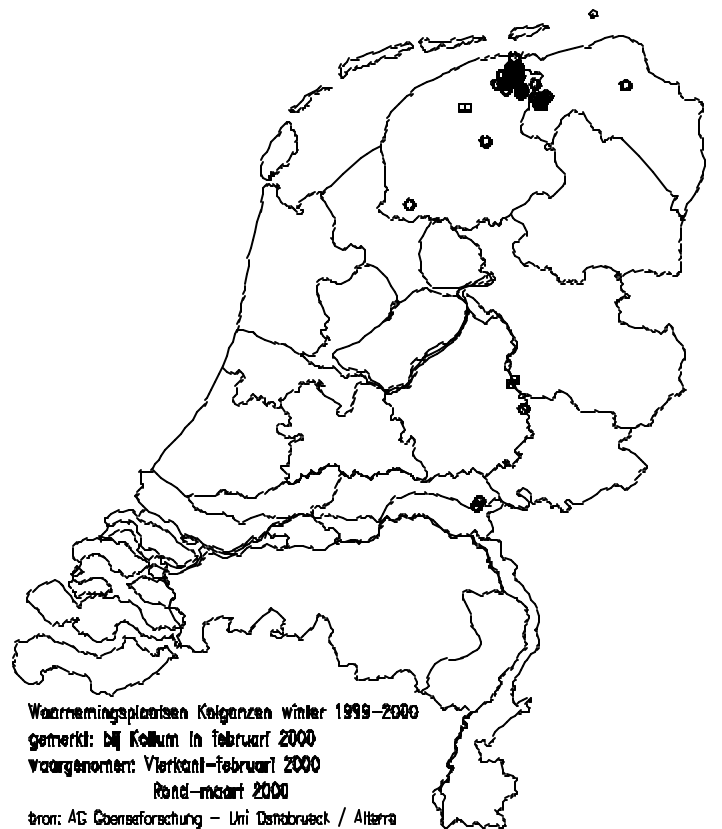 Waarnemingsplaatsen Kolganzen winter 1999-2000
gemerkt: bij Kollum in februari 2000
waargenomen: Vierkant-februari 2000
Rond-maart 2000
bron: AG Gaenseforschung - Uni Osnabrueck / Alterra